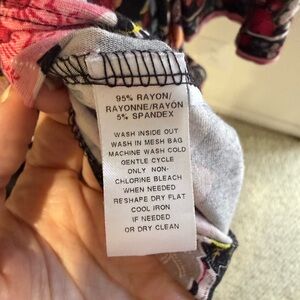 95% RAYON/
RAYONNE/RAYÓN
5% SPANDEX
WASH INSIDE OUT
WASH IN MESH BAG
MACHINE WASH COLD
GENTLE CYCLE
ONLY NON-
CHLORINE BLEACH
WHEN NEEDED
RESHAPE DRY FLAT
COOL IRON
IF NEEDED
OR DRY CLEAN